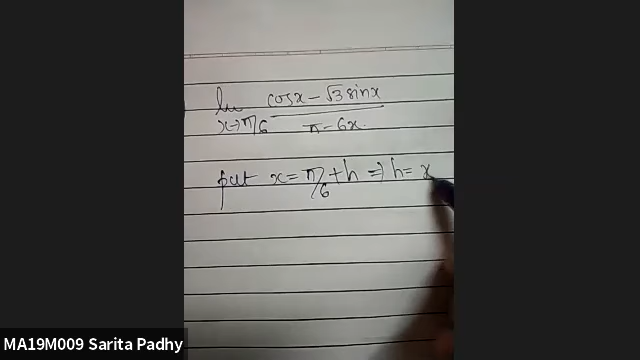 lim cosx - √3 sinx
x→π/6 π - 6x
put x = π/6 + h ⇒ h = x
MA19M009 Sarita Padhy